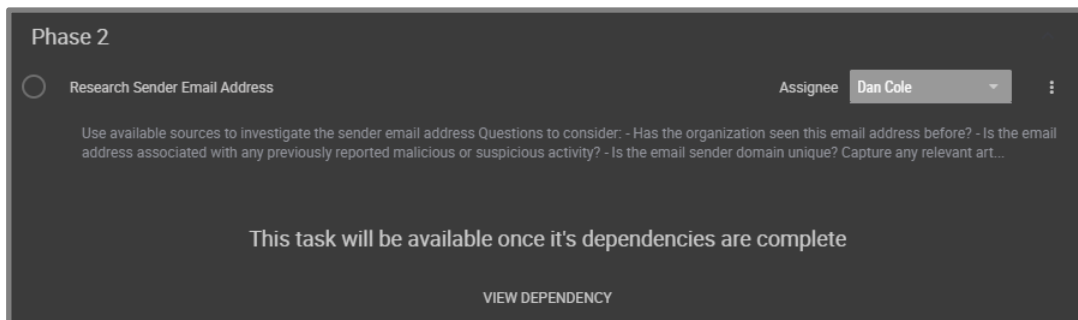 Phase 2
Research Sender Email Address
Assignee Dan Cole
Use available sources to investigate the sender email address Questions to consider: - Has the organization seen this email address before? - Is the email
address associated with any previously reported malicious or suspicious activity? - Is the email sender domain unique? Capture any relevant art...
This task will be available once it's dependencies are complete
VIEW DEPENDENCY